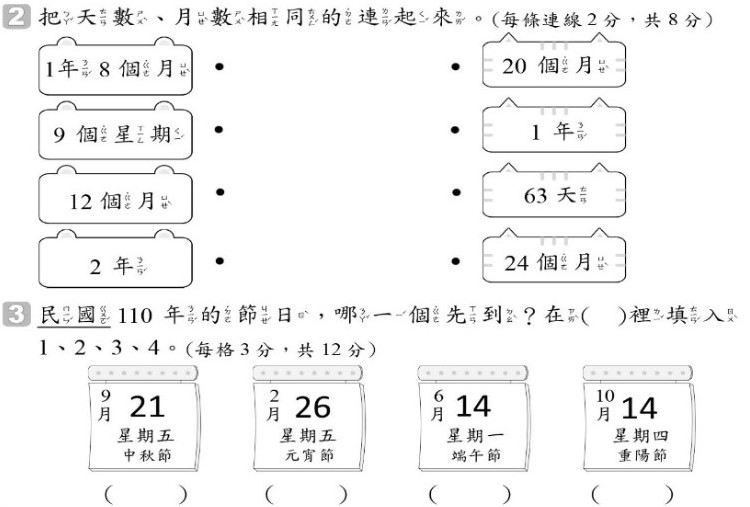 2 把天數、月數相同的連起來。(每條連線 2 分，共 8 分)
1年 8 個月 20 個月
9 個星期 1 年
12 個月 63 天
2 年 24 個月
3 民國 110 年的節日，哪一個先到？在( )裡填入
1、2、3、4。(每格 3 分，共 12 分)
9月 21 2月 26 6月 14 10月 14
星期五 星期五 星期一 星期四
中秋節 元宵節 端午節 重陽節
( ) ( ) ( ) ( )